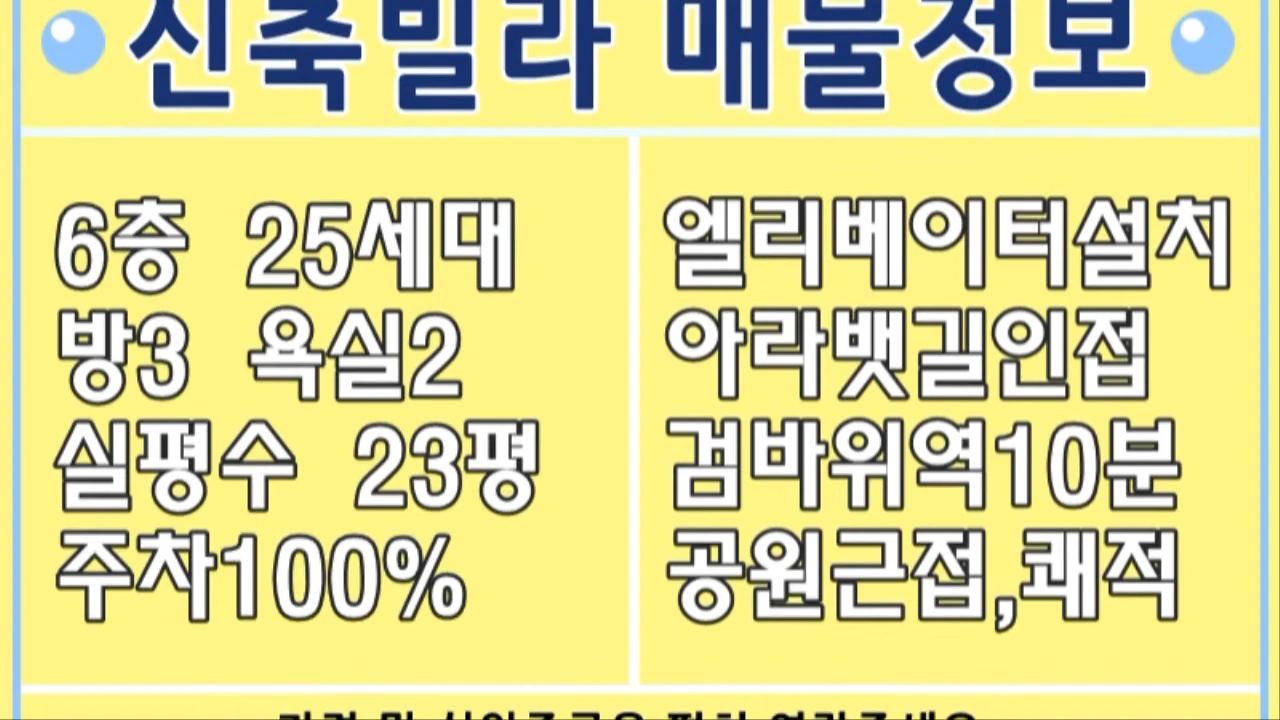 신축빌라 매물정보
6층 25세대
방3 욕실2
실평수 23평
주차100%
엘리베이터설치
아라뱃길인접
검바위역10분
공원근접,쾌적